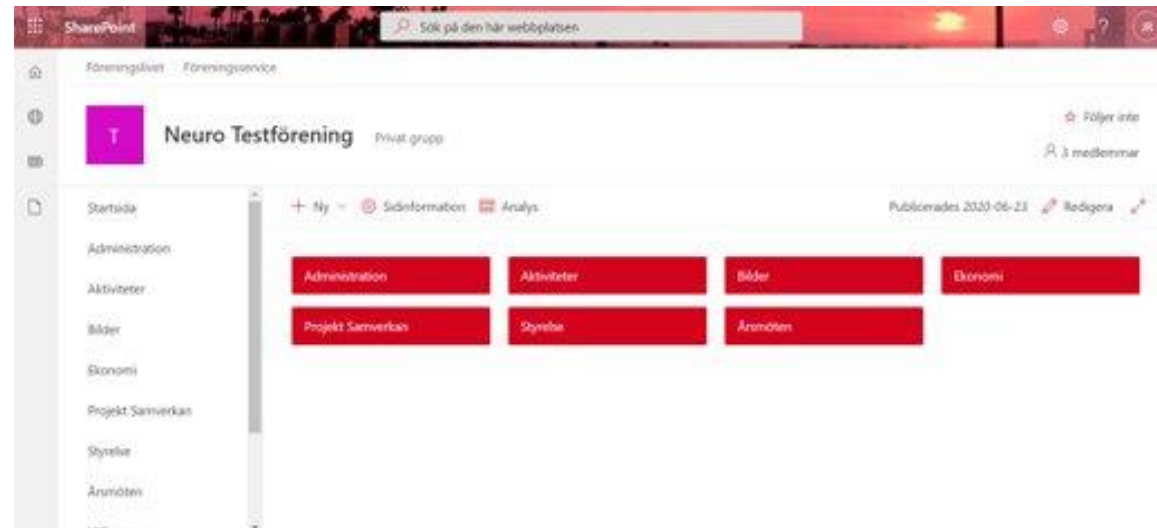 SharePoint
Sök på den här webbplatsen
?
JR
Föreningslivet Föreningsservice
T
Neuro Testförening Privat grupp
Följer inte
3 medlemmar
Startsida
Administration
Aktiviteter
Bilder
Ekonomi
Projekt Samverkan
Styrelse
Årsmöten
+ Ny Sidinformation Analys
Publicerades 2020-06-23 Redigera
Administration Aktiviteter Bilder Ekonomi
Projekt Samverkan Styrelse Årsmöten